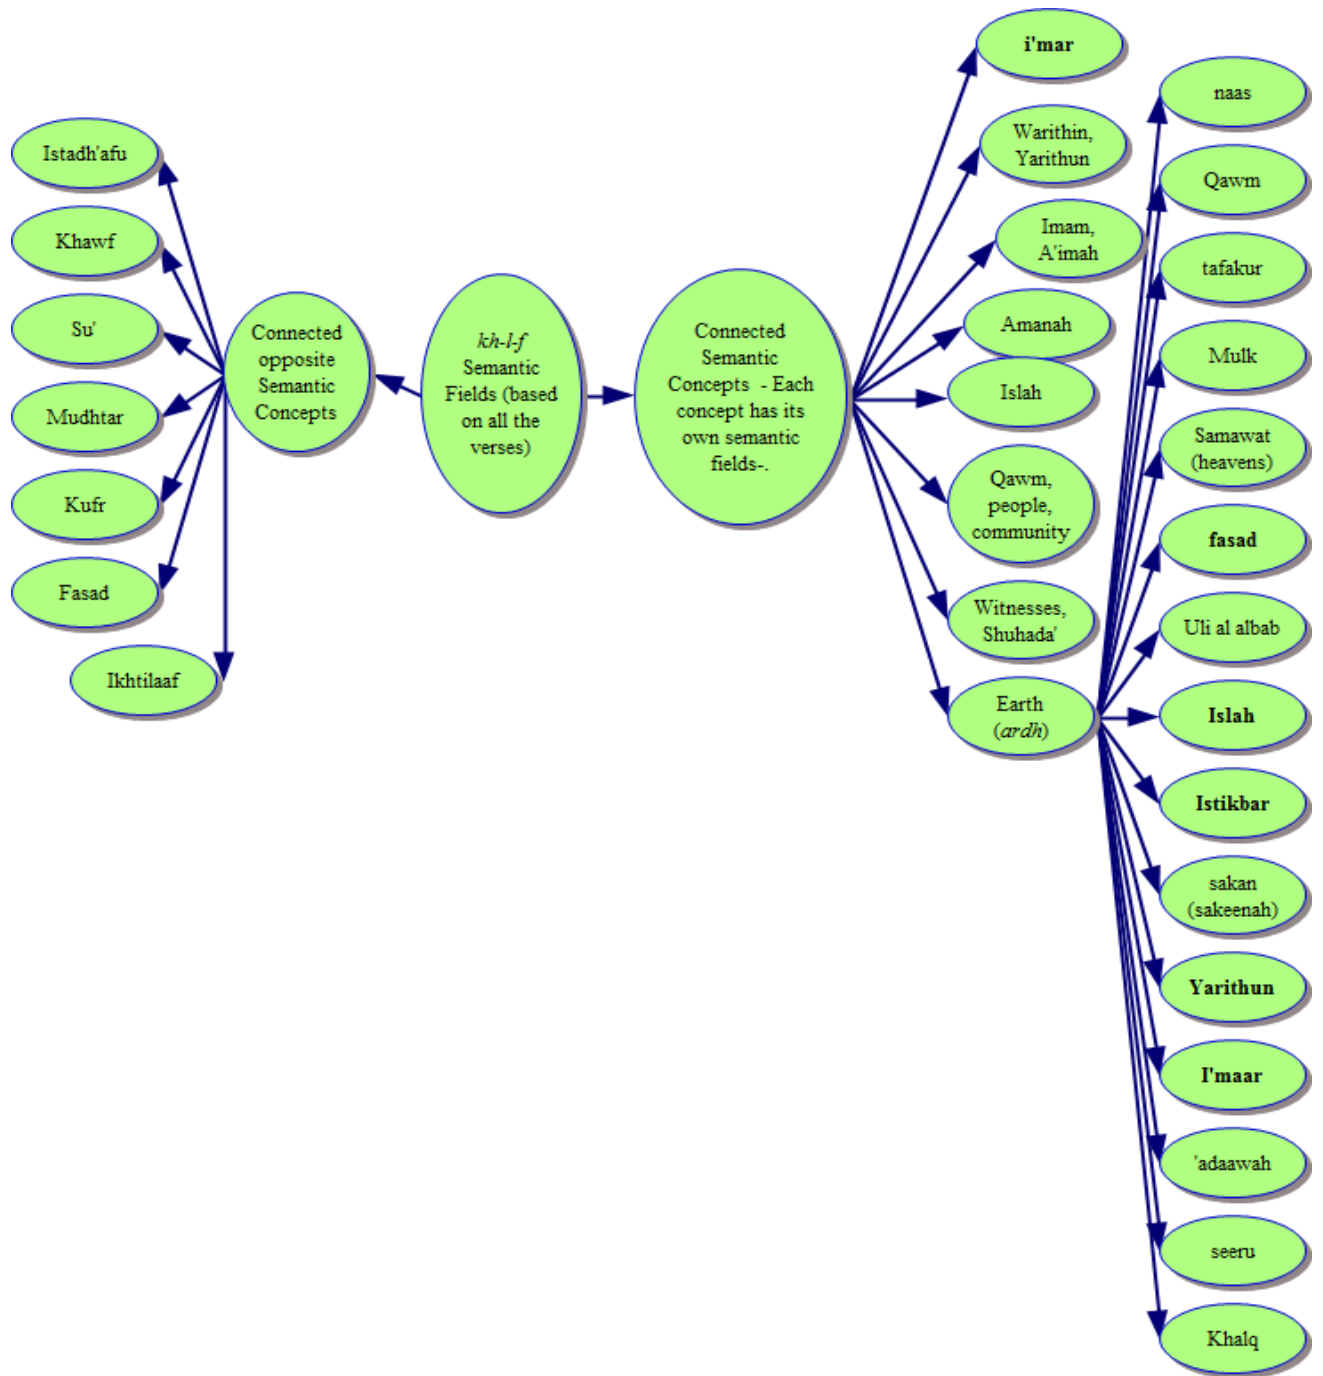 Istadh'afu
Khawf
Su'
Mudhtar
Kufr
Fasad
Ikhtilaaf
Connected
opposite
Semantic
Concepts
kh-l-f
Semantic
Fields (based
on all the
verses)
Connected
Semantic
Concepts - Each
concept has its
own semantic
fields-.
i'mar
Warithin,
Yarithun
Imam,
A'imah
Amanah
Islah
Qawm,
people,
community
Witnesses,
Shuhada'
Earth
(ardh)
naas
Qawm
tafakur
Mulk
Samawat
(heavens)
fasad
Uli al albab
Islah
Istikbar
sakan
(sakeenah)
Yarithun
I'maar
'adaawah
seeru
Khalq